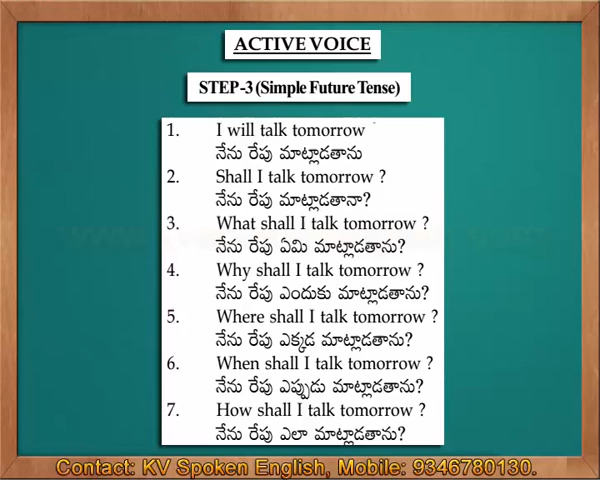 ACTIVE VOICE
STEP-3 (Simple Future Tense)
1. I will talk tomorrow
నేను రేపు మాట్లాడతాను
2. Shall I talk tomorrow ?
నేను రేపు మాట్లాడతానా?
3. What shall I talk tomorrow ?
నేను రేపు ఏమి మాట్లాడతాను?
4. Why shall I talk tomorrow ?
నేను రేపు ఎందుకు మాట్లాడతాను?
5. Where shall I talk tomorrow ?
నేను రేపు ఎక్కడ మాట్లాడతాను?
6. When shall I talk tomorrow ?
నేను రేపు ఎప్పుడు మాట్లాడతాను?
7. How shall I talk tomorrow ?
నేను రేపు ఎలా మాట్లాడతాను?
Contact: KV Spoken English, Mobile: 9346780130.